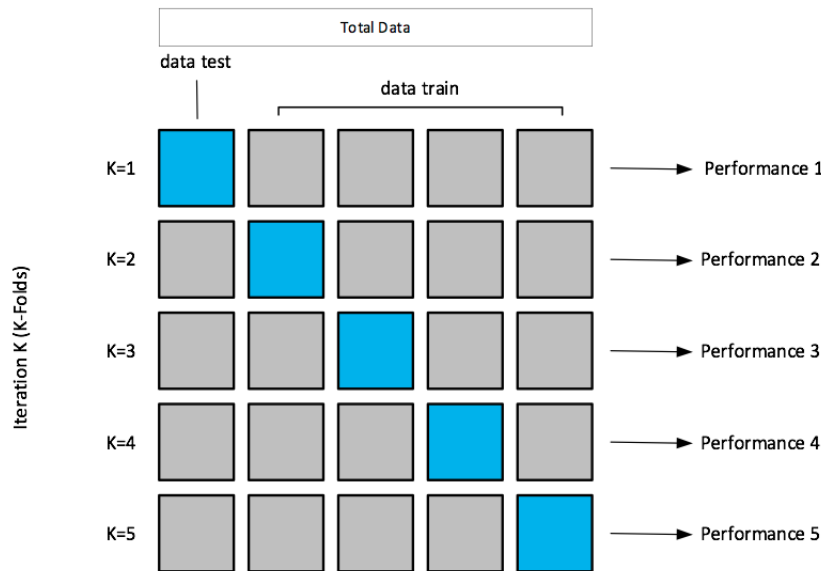 Total Data
data test
data train
K=1
Performance 1
K=2
Performance 2
K=3
Performance 3
K=4
Performance 4
K=5
Performance 5
Iteration K (K-Folds)